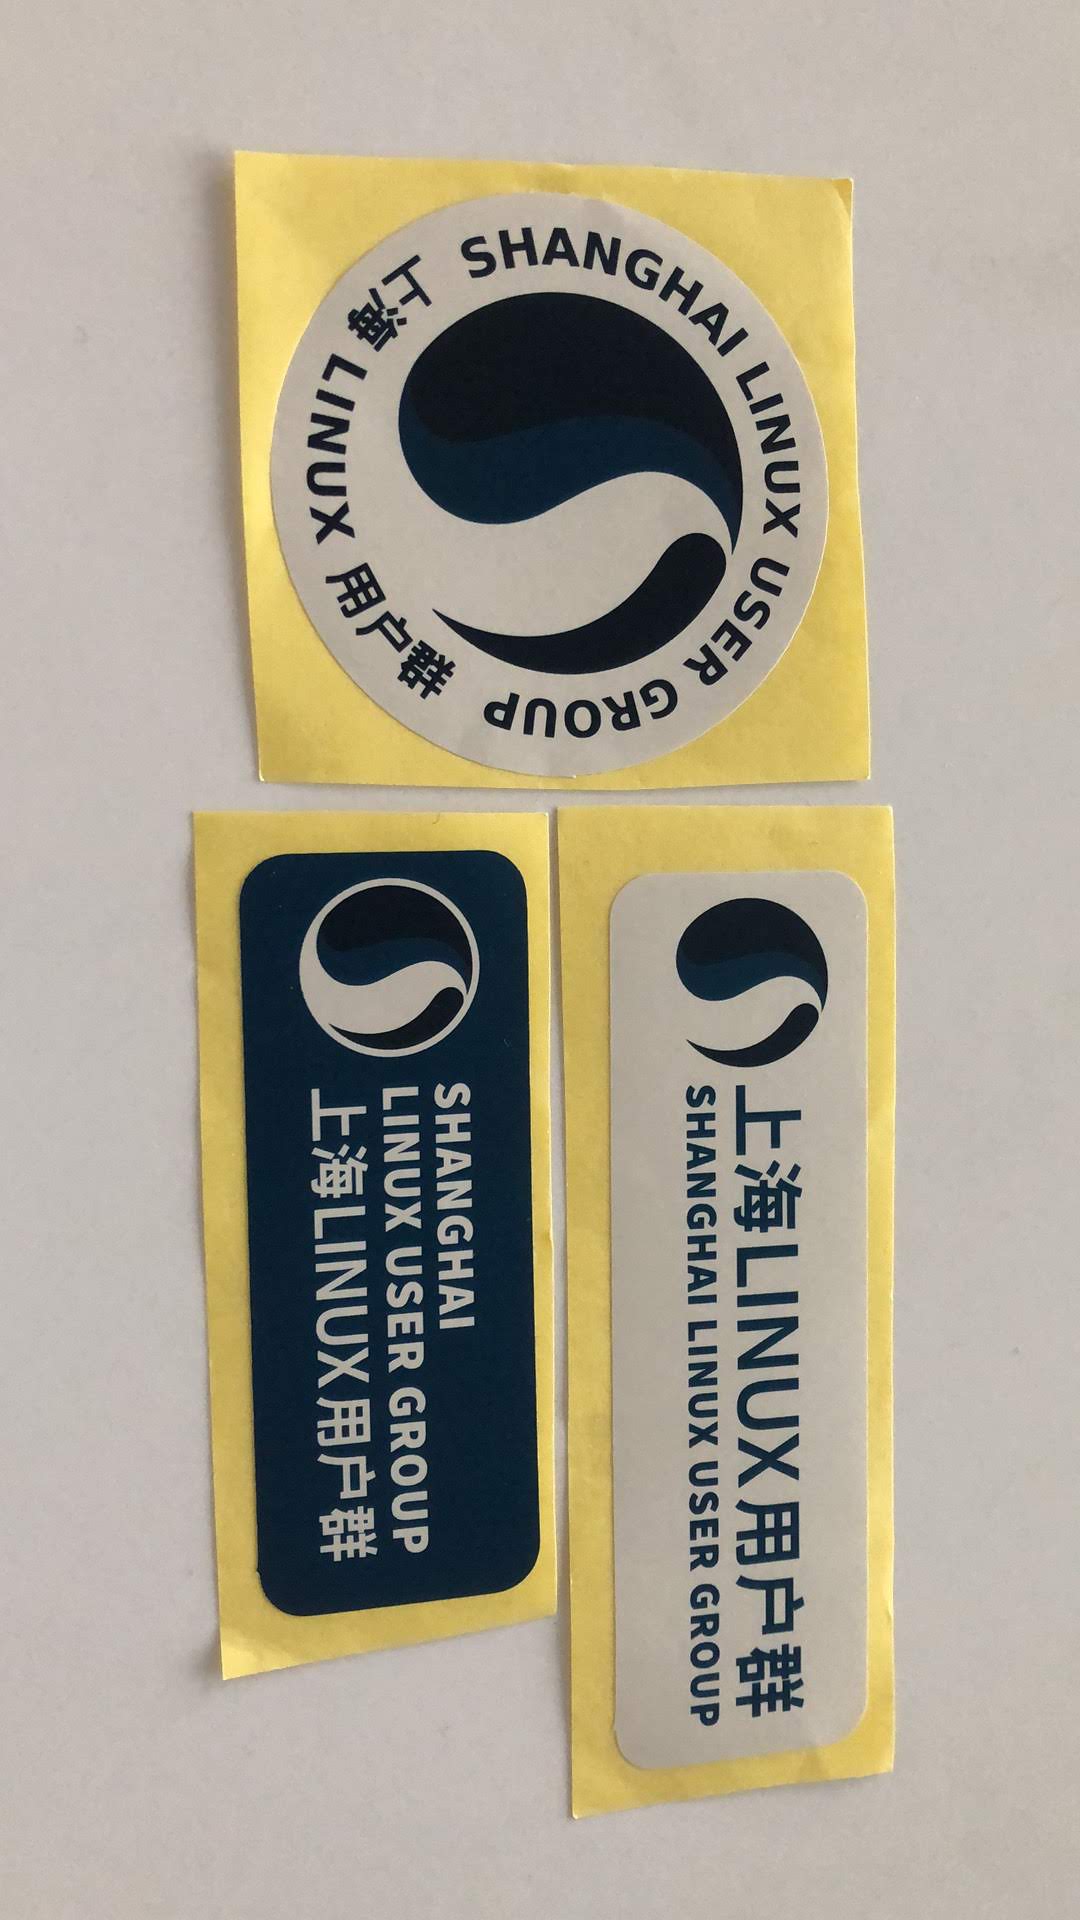 SHANGHAI LINUX USER GROUP
上海 LINUX 用户群
上海LINUX用户群
SHANGHAI LINUX USER GROUP
SHANGHAI
LINUX USER GROUP
上海LINUX用户群